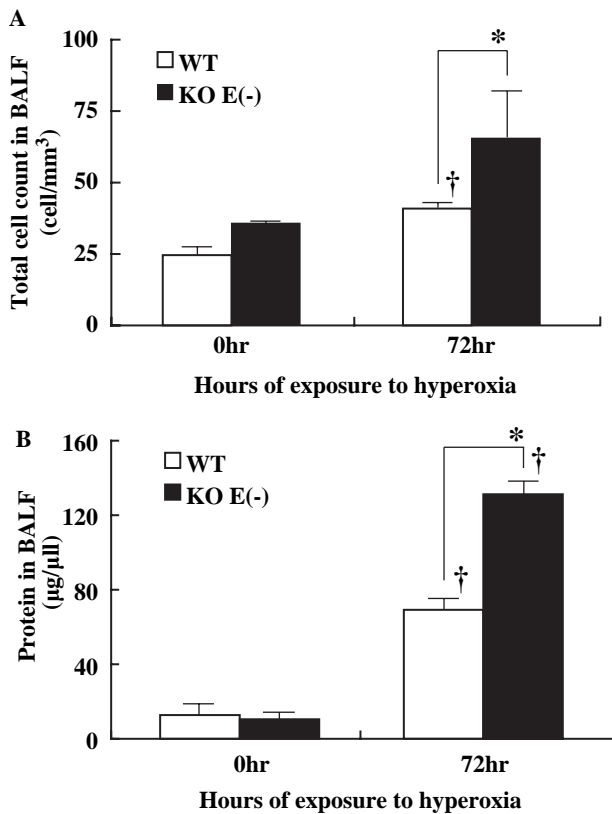 A
100
75
50
25
0
Total cell count in BALF
(cell/mm³)
WT
KO E(-)
*
†
0hr 72hr
Hours of exposure to hyperoxia
B
160
120
80
40
0
Protein in BALF
(µg/µll)
WT
KO E(-)
*
†
†
0hr 72hr
Hours of exposure to hyperoxia